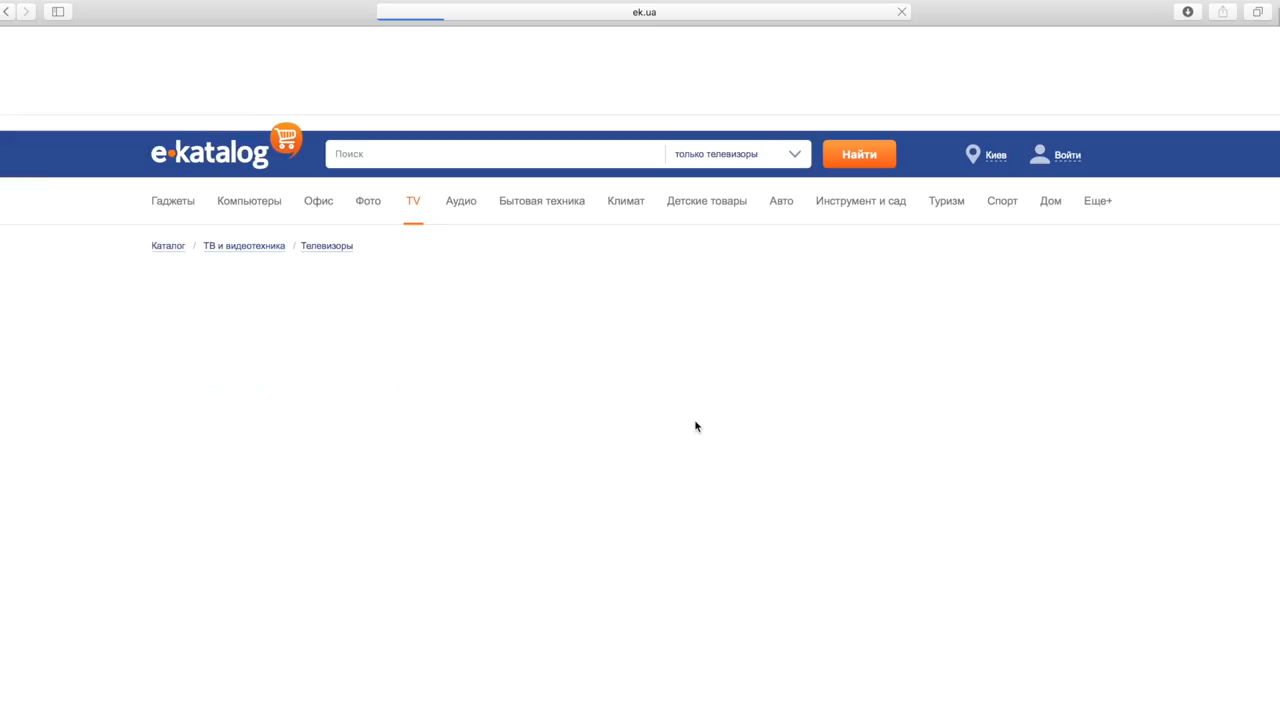 ek.ua
e•katalog
Поиск
только телевизоры
Найти
Киев
Войти
Гаджеты Компьютеры Офис Фото TV Аудио Бытовая техника Климат Детские товары Авто Инструмент и сад Туризм Спорт Дом Еще+
Каталог / ТВ и видеотехника / Телевизоры